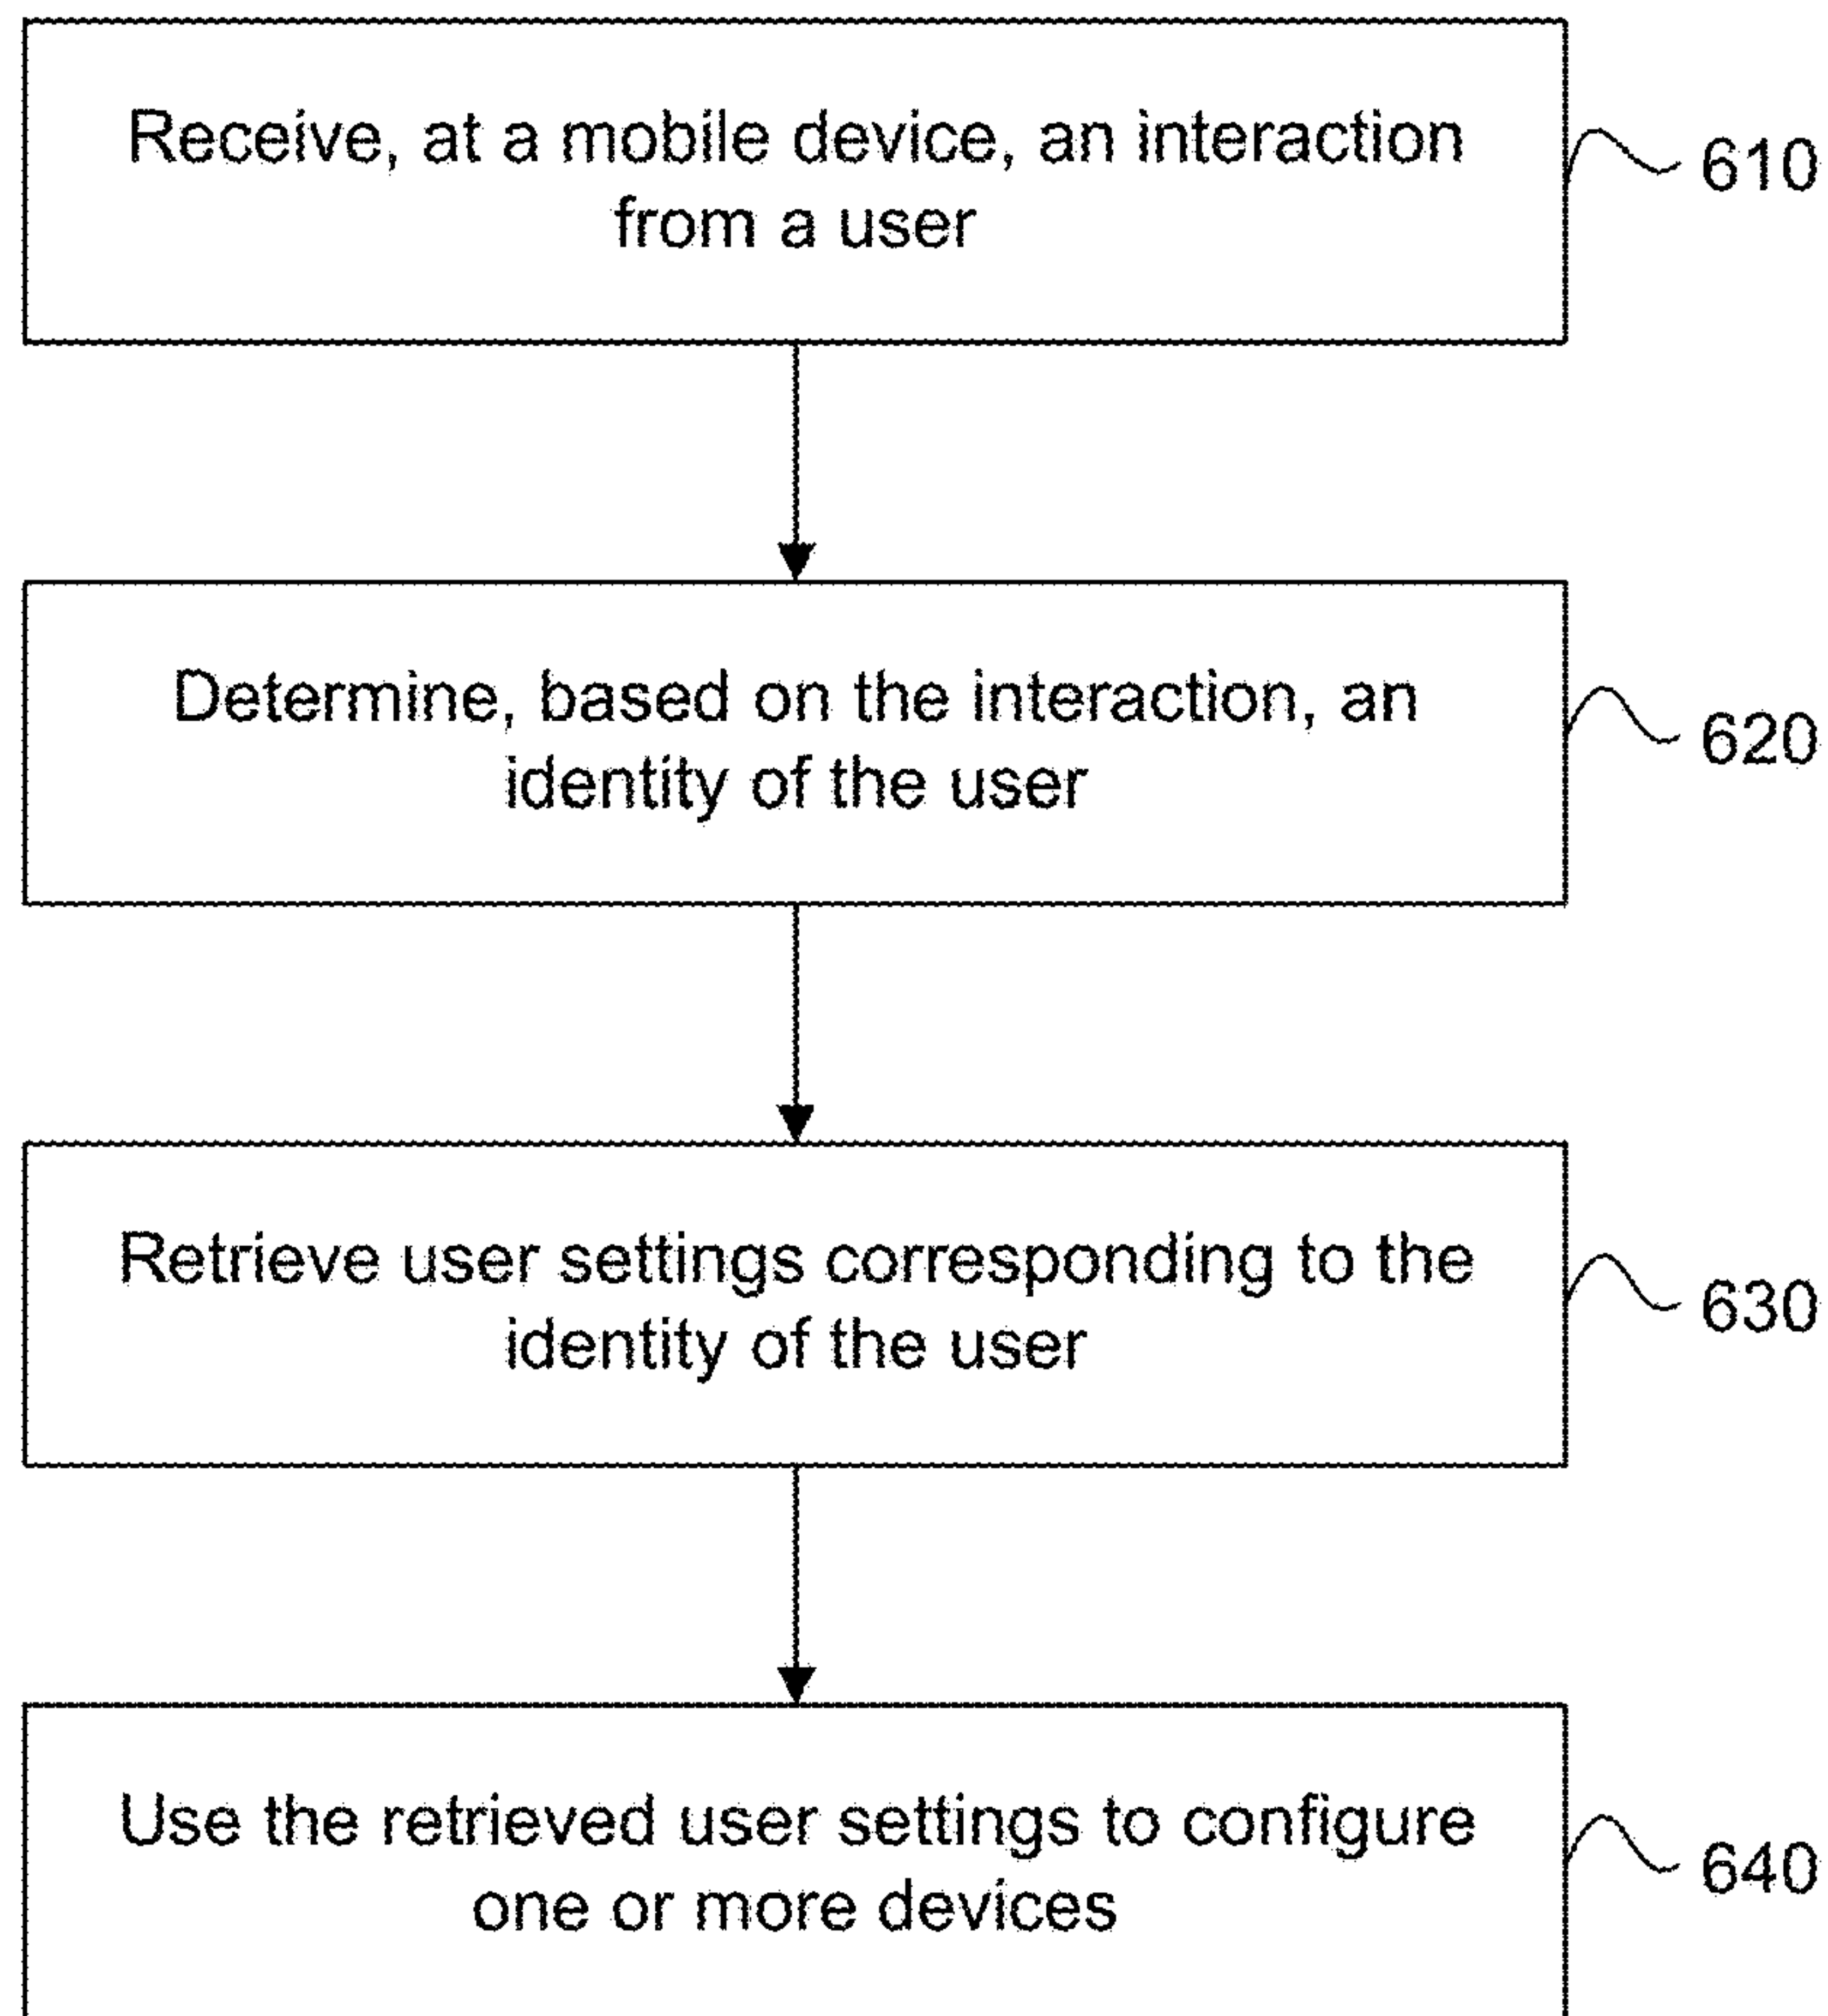 Receive, at a mobile device, an interaction
from a user
610
Determine, based on the interaction, an
identity of the user
620
Retrieve user settings corresponding to the
identity of the user
630
Use the retrieved user settings to configure
one or more devices
640